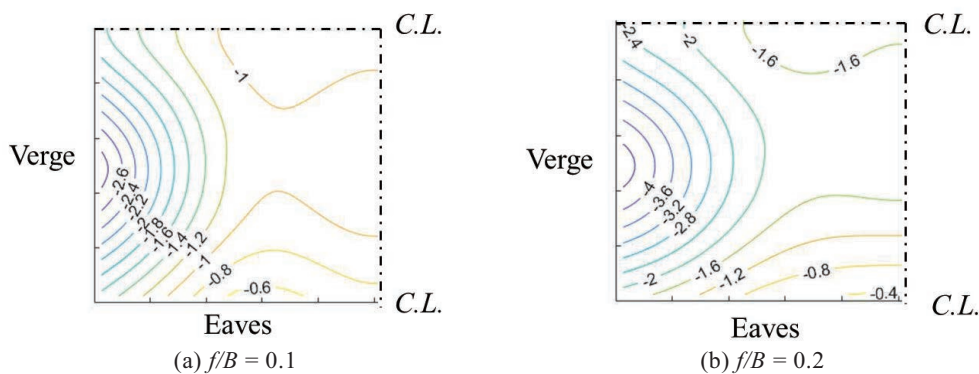 C.L.
-1
Verge
-2.6
-2.4
-2.2
-2
-1.8
-1.6
-1.4
-1.2
-1
-0.8
-0.6
C.L.
Eaves
(a) f/B = 0.1
C.L.
-2.4
-2
-1.6
-1.6
Verge
-4
-3.6
-3.2
-2.8
-2
-1.6
-1.2
-0.8
-0.4
C.L.
Eaves
(b) f/B = 0.2